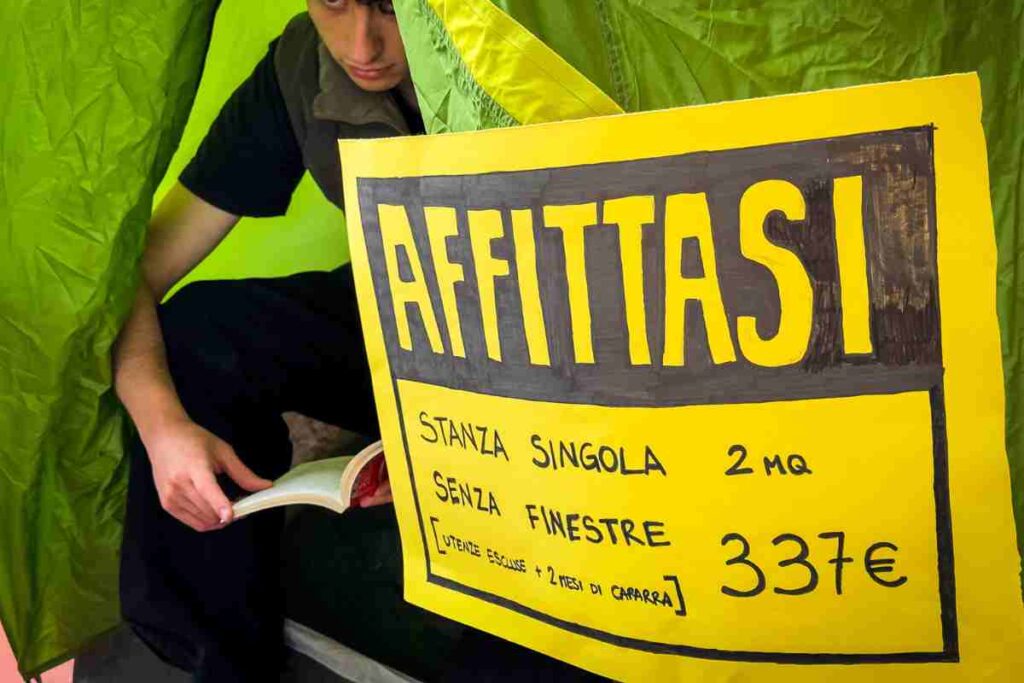 AFFITTASI
STANZA SINGOLA 2 MQ
SENZA FINESTRE
[UTENZE ESCLUSE + 2 MESI DI CAPARRA] 337€